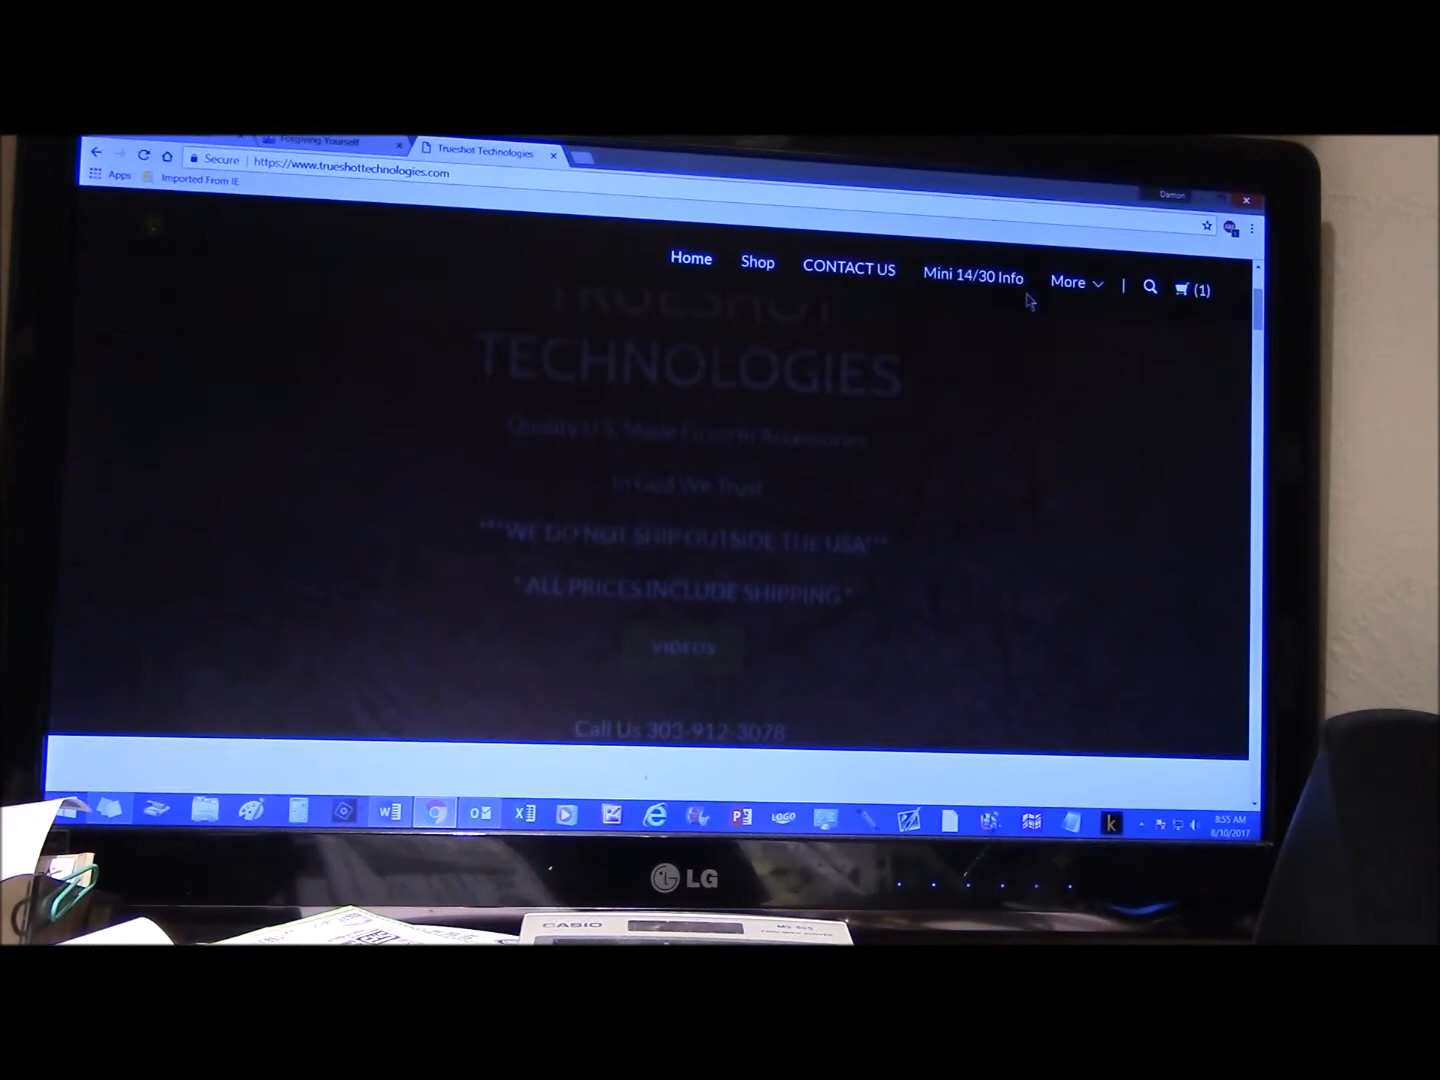 Forgiving Yourself
Trueshot Technologies
Damon
Secure
https://www.trueshottechnologies.com
Apps
Imported From IE
Home
Shop
CONTACT US
Mini 14/30 Info
More
(1)
TRUESHOT
TECHNOLOGIES
Quality U.S. Made Firearm Accessories
In God We Trust
***WE DO NOT SHIP OUTSIDE THE USA***
* ALL PRICES INCLUDE SHIPPING *
VIDEOS
Call Us 303-912-3078
LOGO
8:55 AM
8/10/2017
LG
CASIO